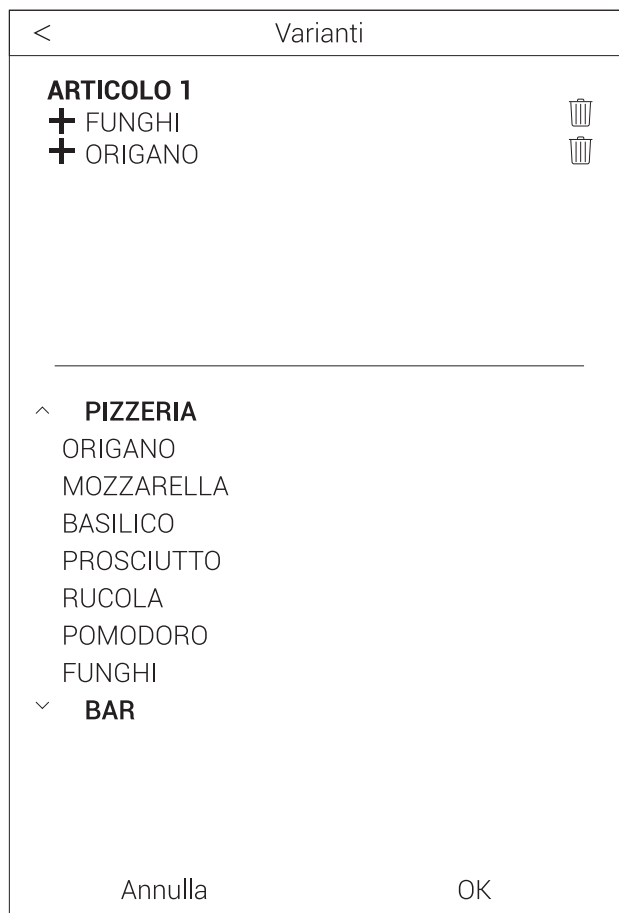 < Varianti
ARTICOLO 1
+ FUNGHI
+ ORIGANO
PIZZERIA
ORIGANO
MOZZARELLA
BASILICO
PROSCIUTTO
RUCOLA
POMODORO
FUNGHI
BAR
Annulla OK